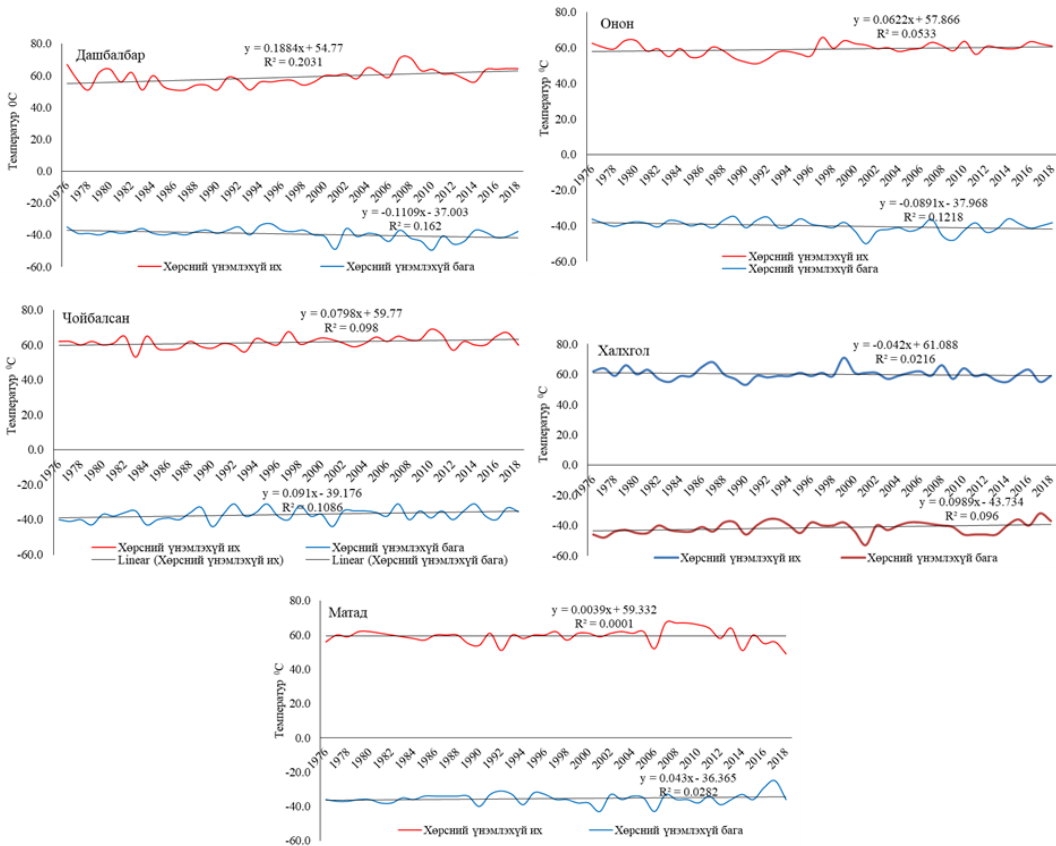 Дашбалбар
y = 0.1884x + 54.77
R² = 0.2031
Температур 0C
80.0
60.0
40.0
20.0
0.0
-20.0
-40.0
-60.0
1976 1978 1980 1982 1984 1986 1988 1990 1992 1994 1996 1998 2000 2002 2004 2006 2008 2010 2012 2014 2016 2018
y = -0.1109x - 37.003
R² = 0.162
Хөрсний үнэмлэхүй их Хөрсний үнэмлэхүй бага
Онон
y = 0.0622x + 57.866
R² = 0.0533
Температур ⁰C
80.0
60.0
40.0
20.0
0.0
-20.0
-40.0
-60.0
1976 1978 1980 1982 1984 1986 1988 1990 1992 1994 1996 1998 2000 2002 2004 2006 2008 2010 2012 2014 2016 2018
y = -0.0891x - 37.968
R² = 0.1218
Хөрсний үнэмлэхүй их
Хөрсний үнэмлэхүй бага
Чойбалсан
y = 0.0798x + 59.77
R² = 0.098
Температур ⁰C
80.0
60.0
40.0
20.0
0.0
-20.0
-40.0
-60.0
1976 1978 1980 1982 1984 1986 1988 1990 1992 1994 1996 1998 2000 2002 2004 2006 2008 2010 2012 2014 2016 2018
y = 0.091x - 39.176
R² = 0.1086
Хөрсний үнэмлэхүй их Хөрсний үнэмлэхүй бага
Linear (Хөрсний үнэмлэхүй их) Linear (Хөрсний үнэмлэхүй бага)
Халхгол
y = -0.042x + 61.088
R² = 0.0216
Температур ⁰C
80.0
60.0
40.0
20.0
0.0
-20.0
-40.0
-60.0
1976 1978 1980 1982 1984 1986 1988 1990 1992 1994 1996 1998 2000 2002 2004 2006 2008 2010 2012 2014 2016 2018
y = 0.0989x - 43.734
R² = 0.096
Хөрсний үнэмлэхүй их Хөрсний үнэмлэхүй бага
Матад
y = 0.0039x + 59.332
R² = 0.0001
Температур ⁰C
80.0
60.0
40.0
20.0
0.0
-20.0
-40.0
-60.0
1976 1978 1980 1982 1984 1986 1988 1990 1992 1994 1996 1998 2000 2002 2004 2006 2008 2010 2012 2014 2016 2018
y = 0.043x - 36.365
R² = 0.0282
Хөрсний үнэмлэхүй их Хөрсний үнэмлэхүй бага